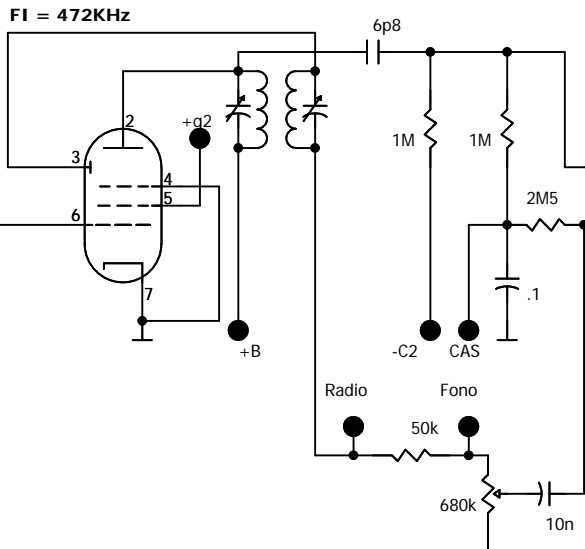 FI = 472KHz
6p8
2
+g2
3
1M
1M
4
5
2M5
6
7
.1
+B
-C2
CAS
Radio
Fono
50k
680k
10n